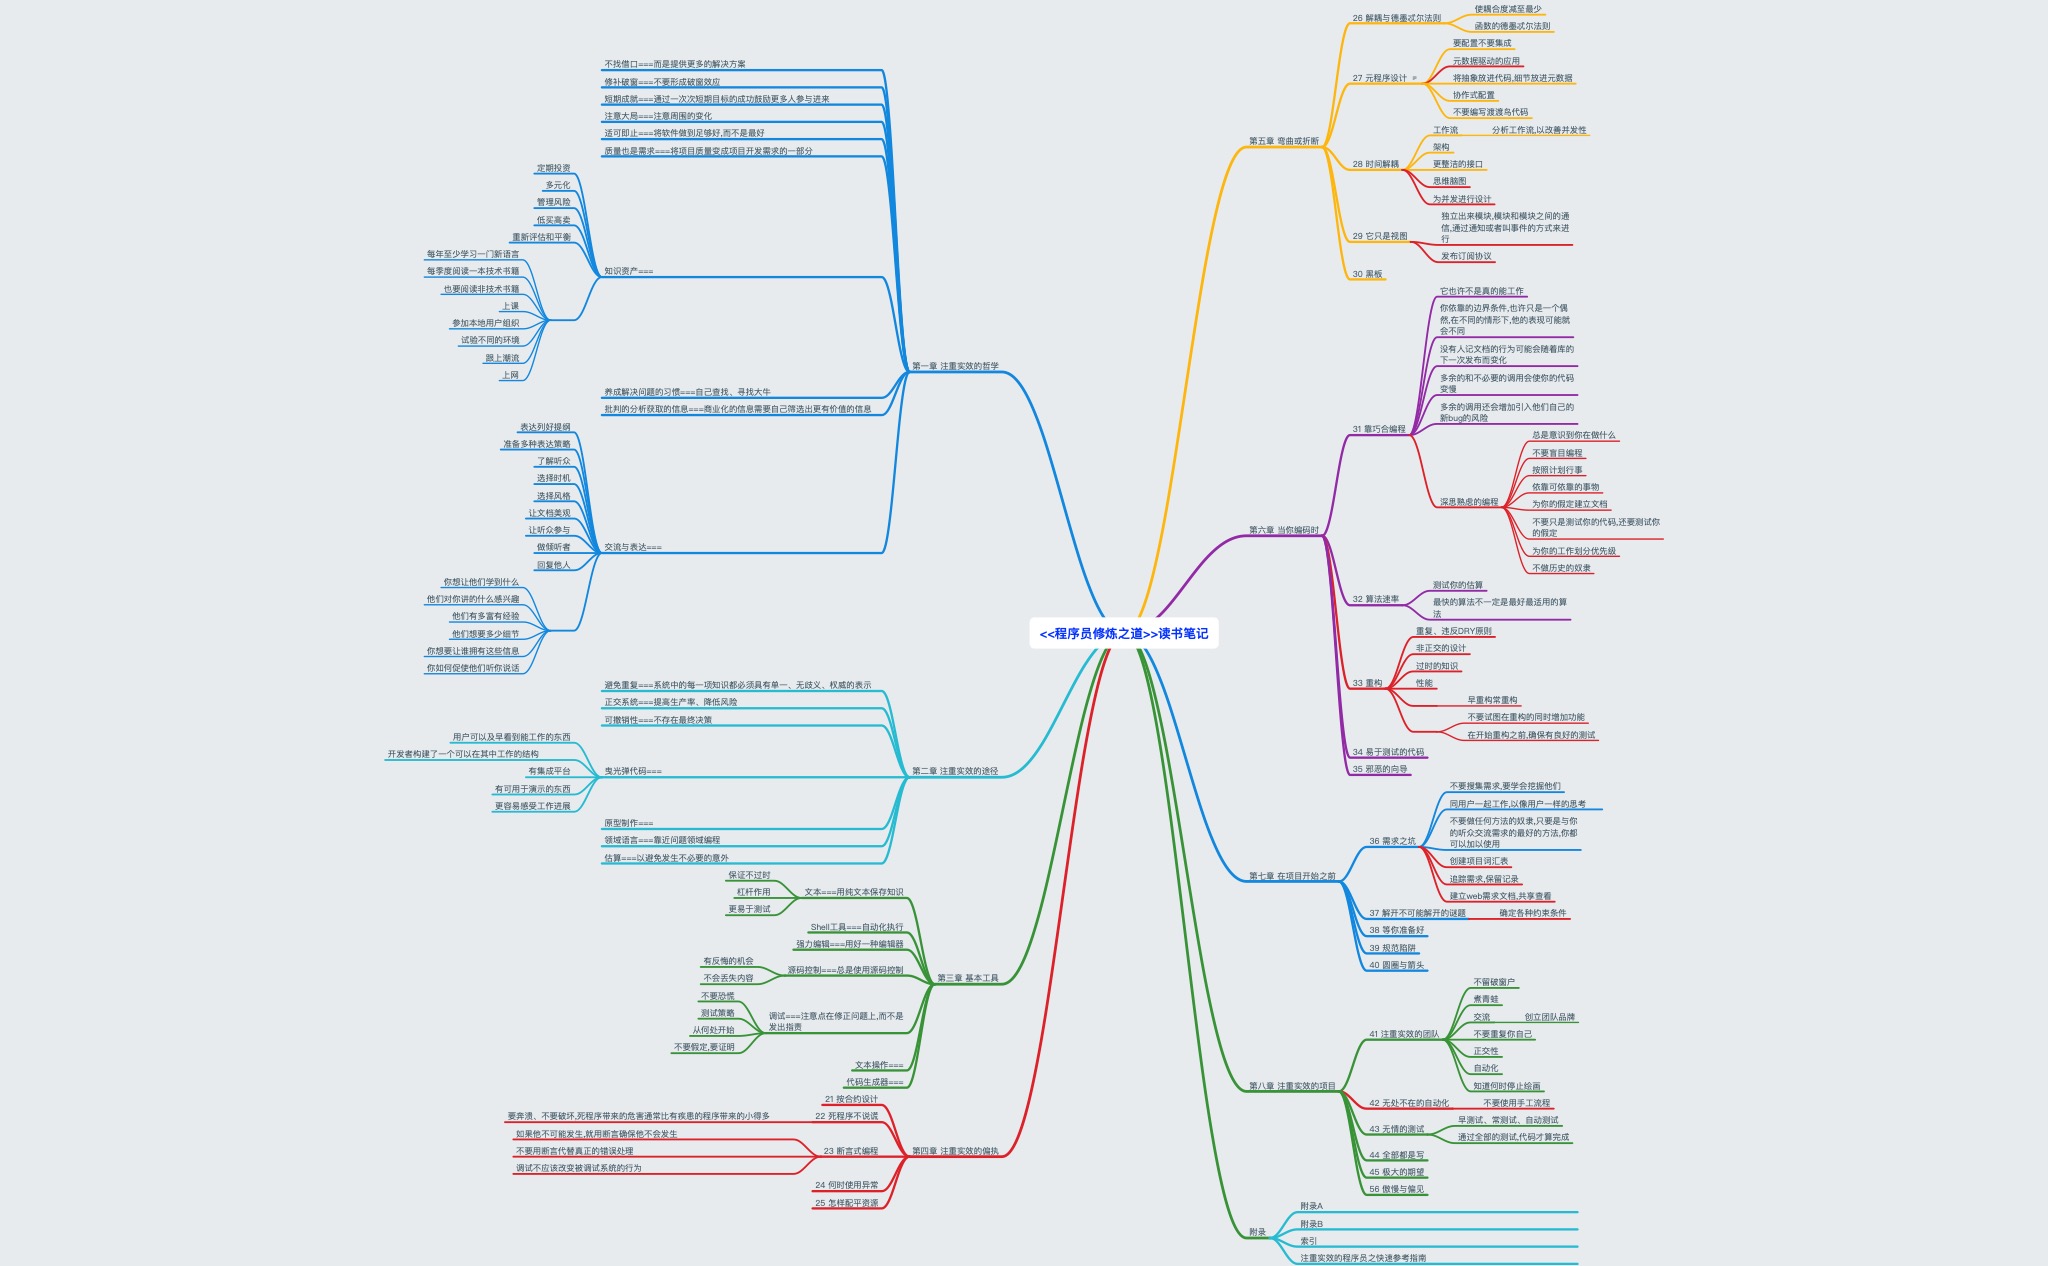 <<程序员修炼之道>>读书笔记
第一章 注重实效的哲学
不找借口===而是提供更多的解决方案
修补破窗===不要形成破窗效应
短期成就===通过一次次短期目标的成功鼓励更多人参与进来
注意大局===注意周围的变化
适可即止===将软件做到足够好,而不是最好
质量也是需求===将项目质量变成项目开发需求的一部分
知识资产===
定期投资
多元化
管理风险
低买高卖
重新评估和平衡
每年至少学习一门新语言
每季度阅读一本技术书籍
也要阅读非技术书籍
上课
参加本地用户组织
试验不同的环境
跟上潮流
上网
养成解决问题的习惯===自己查找、寻找大牛
批判的分析获取的信息===商业化的信息需要自己筛选出更有价值的信息
交流与表达===
表达列好提纲
准备多种表达策略
了解听众
选择时机
选择风格
让文档美观
让听众参与
做倾听者
回复他人
你想让他们学到什么
他们对你讲的什么感兴趣
他们有多富有经验
他们想要多少细节
你想要让谁拥有这些信息
你如何促使他们听你说话
第二章 注重实效的途径
避免重复===系统中的每一项知识都必须具有单一、无歧义、权威的表示
正交系统===提高生产率、降低风险
可撤销性===不存在最终决策
曳光弹代码===
用户可以及早看到能工作的东西
开发者构建了一个可以在其中工作的结构
有集成平台
有可用于演示的东西
更容易感受工作进展
原型制作===
领域语言===靠近问题领域编程
估算===以避免发生不必要的意外
第三章 基本工具
文本===用纯文本保存知识
保证不过时
杠杆作用
更易于测试
Shell工具===自动化执行
强力编辑===用好一种编辑器
源码控制===总是使用源码控制
有反悔的机会
不会丢失内容
调试===注意点在修正问题上,而不是
发出指责
不要恐慌
测试策略
从何处开始
不要假定,要证明
文本操作===
代码生成器===
第四章 注重实效的偏执
21 按合约设计
22 死程序不说谎
要奔溃、不要破坏,死程序带来的危害通常比有疾患的程序带来的小得多
23 断言式编程
如果他不可能发生,就用断言确保他不会发生
不要用断言代替真正的错误处理
调试不应该改变被调试系统的行为
24 何时使用异常
25 怎样配平资源
第五章 弯曲或折断
26 解耦与德墨忒尔法则
使耦合度减至最少
函数的德墨忒尔法则
27 元程序设计
要配置不要集成
元数据驱动的应用
将抽象放进代码,细节放进元数据
协作式配置
不要编写渡渡鸟代码
28 时间解耦
工作流
分析工作流,以改善并发性
架构
更整洁的接口
思维脑图
为并发进行设计
29 它只是视图
独立出来模块,模块和模块之间的通
信,通过通知或者叫事件的方式来进
行
发布订阅协议
30 黑板
第六章 当你编码时
31 靠巧合编程
它也许不是真的能工作
你依靠的边界条件,也许只是一个偶
然,在不同的情形下,他的表现可能就
会不同
没有人记文档的行为可能会随着库的
下一次发布而变化
多余的和不必要的调用会使你的代码
变慢
多余的调用还会增加引入他们自己的
新bug的风险
深思熟虑的编程
总是意识到你在做什么
不要盲目编程
按照计划行事
依靠可依靠的事物
为你的假定建立文档
不要只是测试你的代码,还要测试你
的假定
为你的工作划分优先级
不做历史的奴隶
32 算法速率
测试你的估算
最快的算法不一定是最好最适用的算
法
33 重构
重复、违反DRY原则
非正交的设计
过时的知识
性能
早重构常重构
不要试图在重构的同时增加功能
在开始重构之前,确保有良好的测试
34 易于测试的代码
35 邪恶的向导
第七章 在项目开始之前
36 需求之坑
不要搜集需求,要学会挖掘他们
同用户一起工作,以像用户一样的思考
不要做任何方法的奴隶,只要是与你
的听众交流需求的最好的方法,你都
可以加以使用
创建项目词汇表
追踪需求,保留记录
建立web需求文档,共享查看
37 解开不可能解开的谜题
确定各种约束条件
38 等你准备好
39 规范陷阱
40 圆圈与箭头
第八章 注重实效的项目
41 注重实效的团队
不留破窗户
煮青蛙
交流
创立团队品牌
不要重复你自己
正交性
自动化
知道何时停止绘画
42 无处不在的自动化
不要使用手工流程
43 无情的测试
早测试、常测试、自动测试
通过全部的测试,代码才算完成
44 全部都是写
45 极大的期望
56 傲慢与偏见
附录
附录A
附录B
索引
注重实效的程序员之快速参考指南